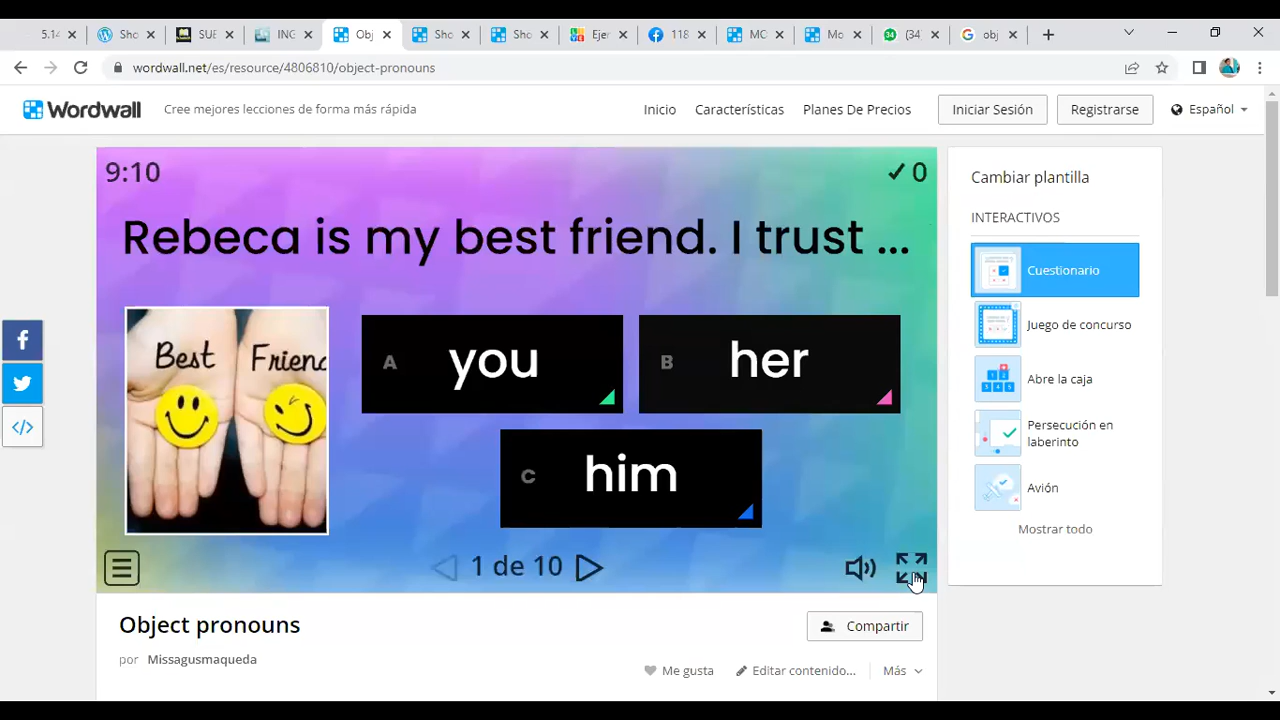 5.14
Sho
SUE
ING
Obj
Sho
Sho
Ejer
118
MC
Mo
(34
obj
wordwall.net/es/resource/4806810/object-pronouns
Wordwall
Cree mejores lecciones de forma más rápida
Inicio
Características
Planes De Precios
Iniciar Sesión
Registrarse
Español
9:10
0
Rebeca is my best friend. I trust ...
Best Friend
A you
B her
C him
1 de 10
Cambiar plantilla
INTERACTIVOS
Cuestionario
Juego de concurso
Abre la caja
Persecución en
laberinto
Avión
Mostrar todo
Object pronouns
Compartir
por Missagusmaqueda
Me gusta
Editar contenido...
Más